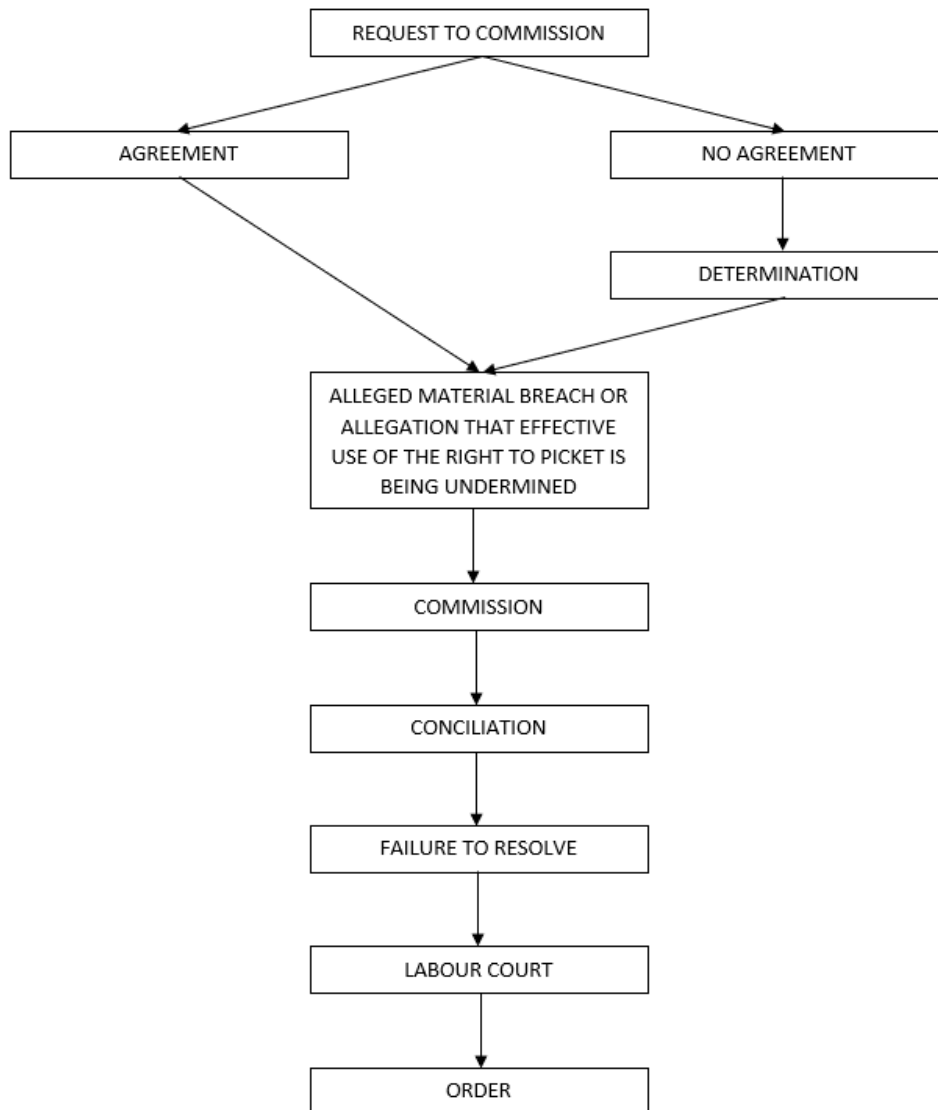 REQUEST TO COMMISSION
AGREEMENT
NO AGREEMENT
DETERMINATION
ALLEGED MATERIAL BREACH OR
ALLEGATION THAT EFFECTIVE
USE OF THE RIGHT TO PICKET IS
BEING UNDERMINED
COMMISSION
CONCILIATION
FAILURE TO RESOLVE
LABOUR COURT
ORDER